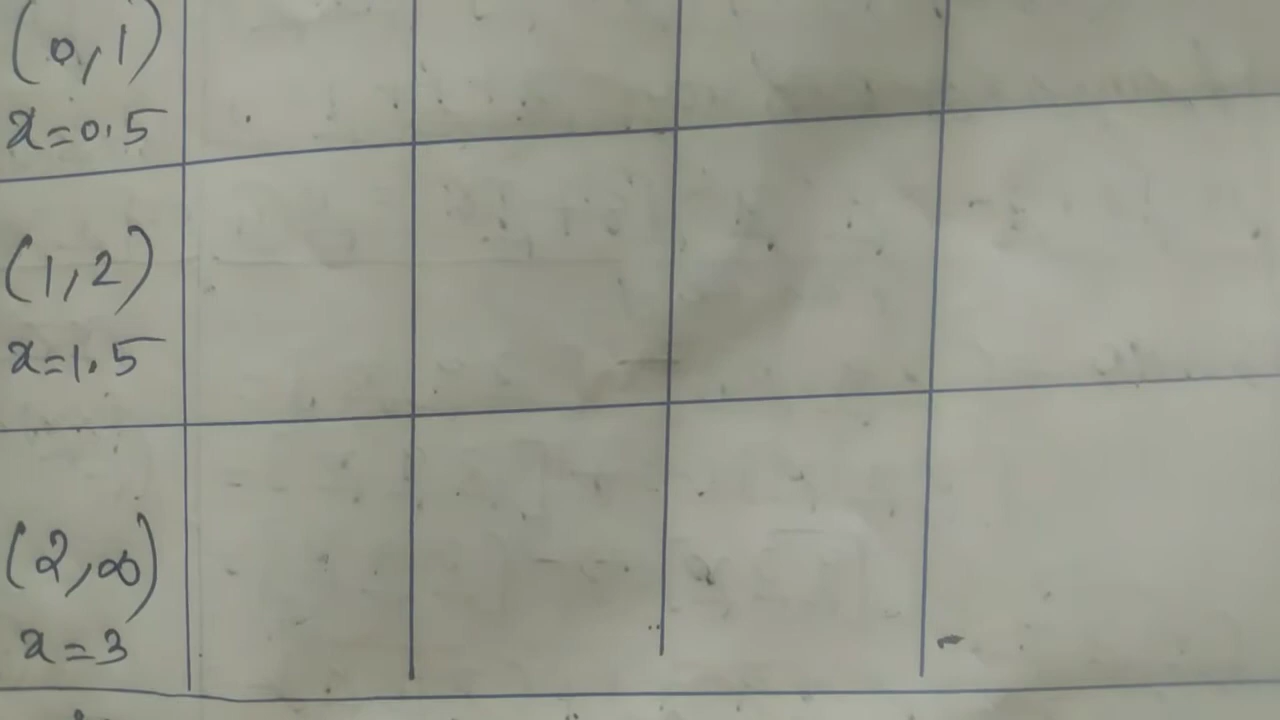 (0,1)
x=0.5
(1,2)
x=1.5
(2,∞)
x=3